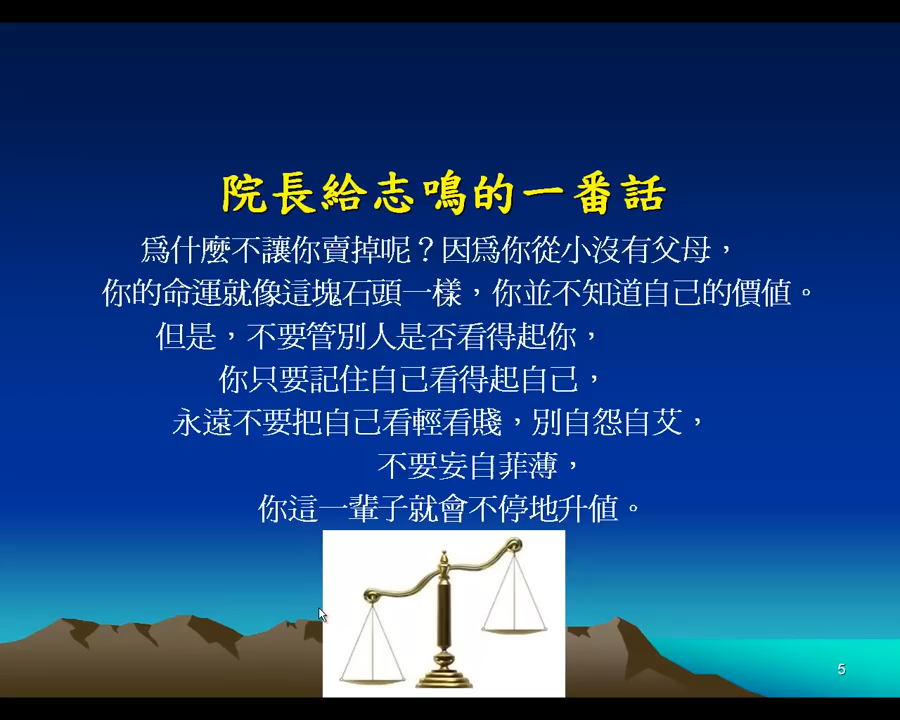 院長給志鳴的一番話
為什麼不讓你賣掉呢？因為你從小沒有父母，
你的命運就像這塊石頭一樣，你並不知道自己的價值。
但是，不要管別人是否看得起你，
你只要記住自己看得起自己，
永遠不要把自己看輕看賤，別自怨自艾，
不要妄自菲薄，
你這一輩子就會不停地升值。
5